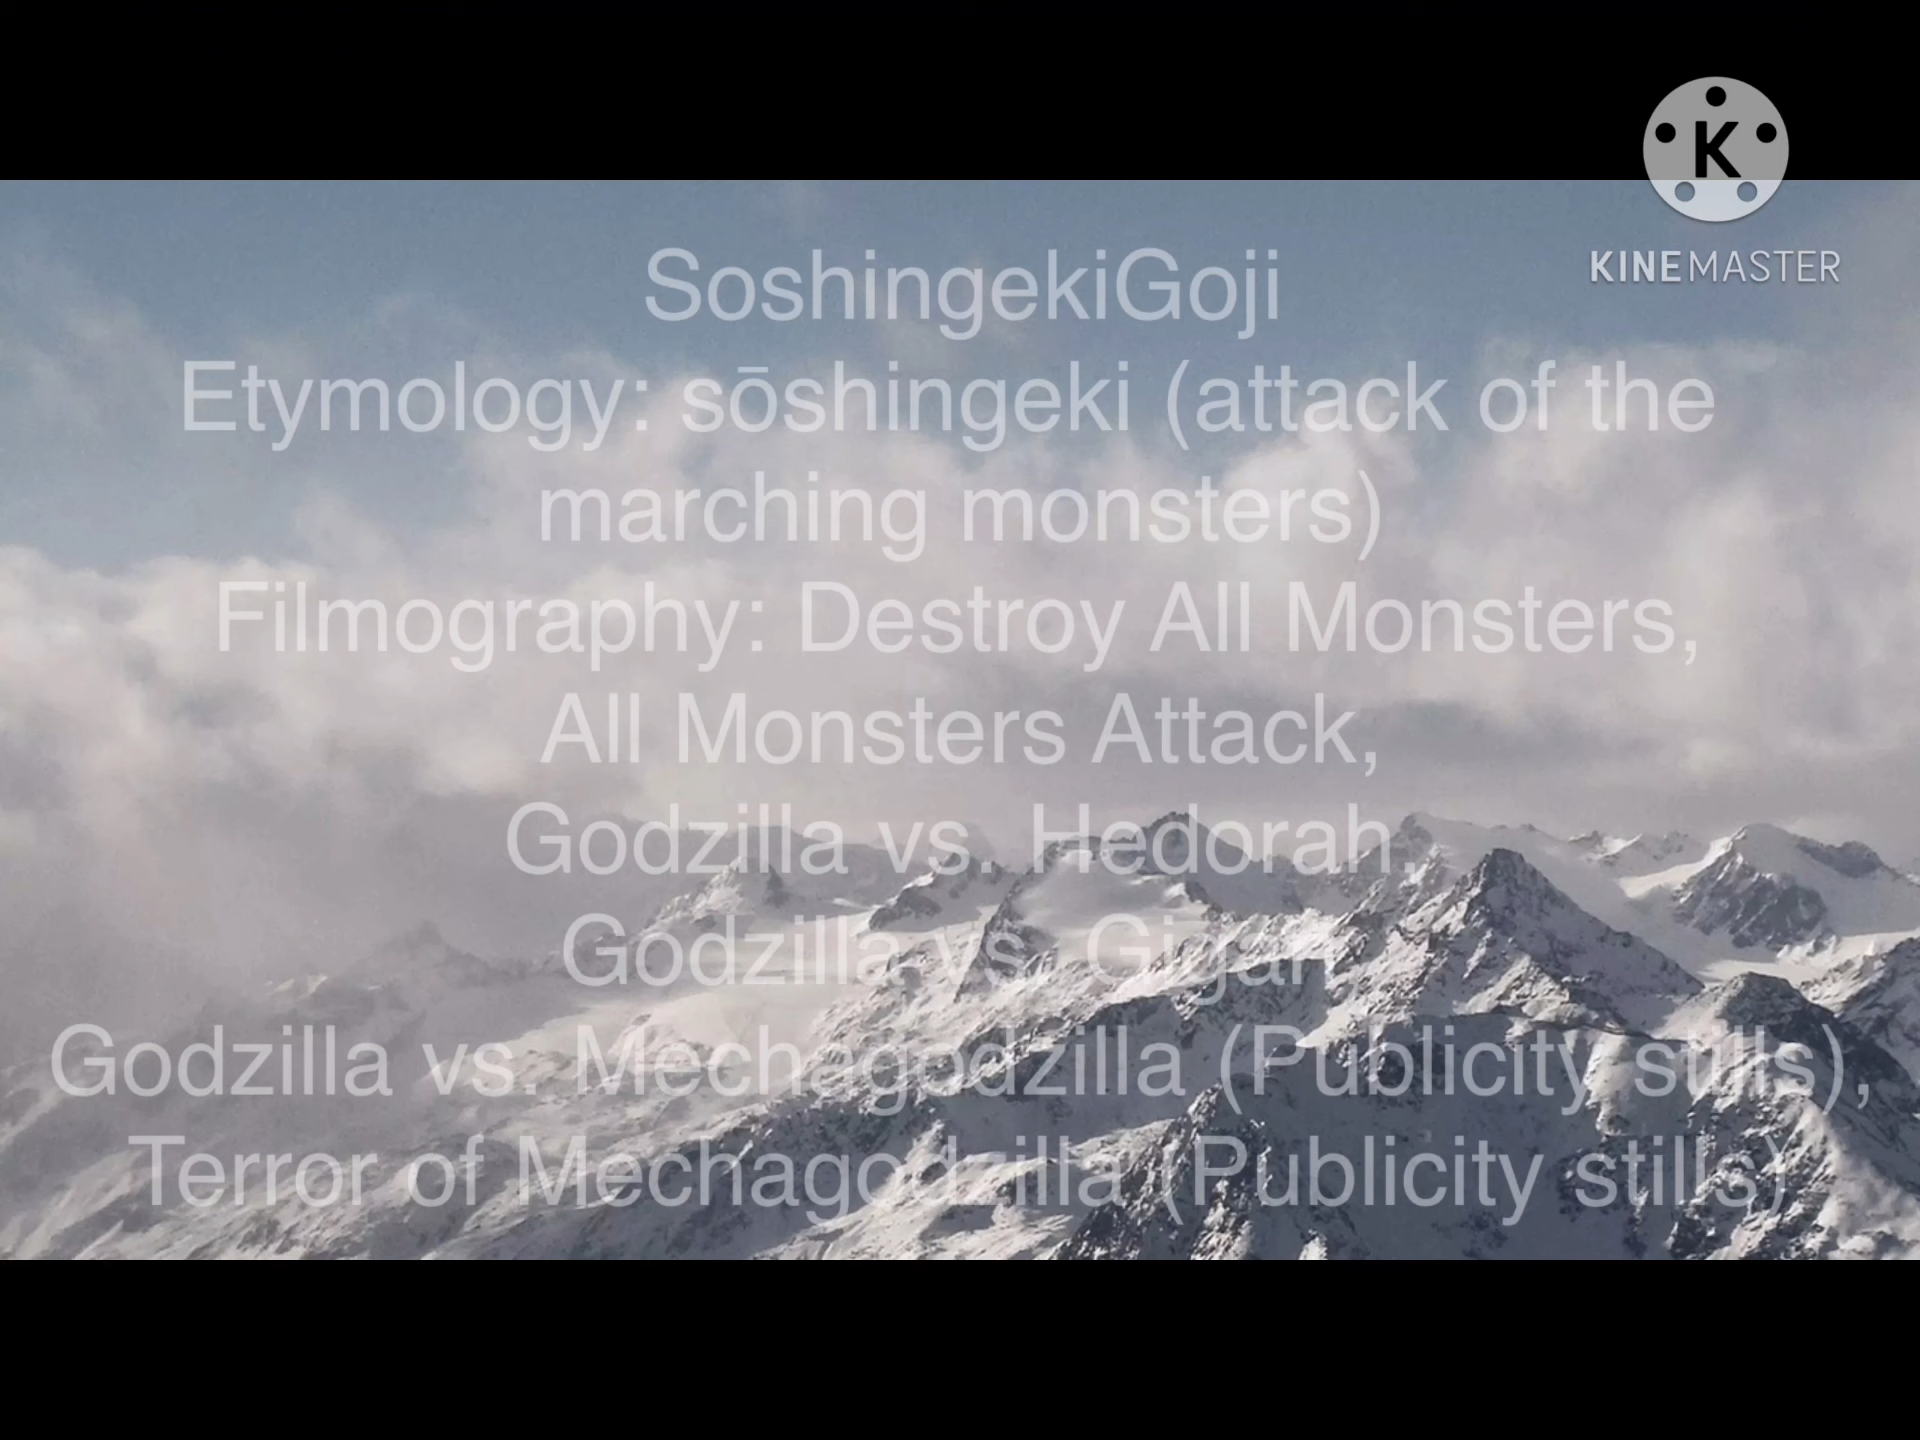 K
KINEMASTER
SoshingekiGoji
Etymology: sōshingeki (attack of the
marching monsters)
Filmography: Destroy All Monsters,
All Monsters Attack,
Godzilla vs. Hedorah,
Godzilla vs. Gigan,
Godzilla vs. Mechagodzilla (Publicity stills),
Terror of Mechagodzilla (Publicity stills)